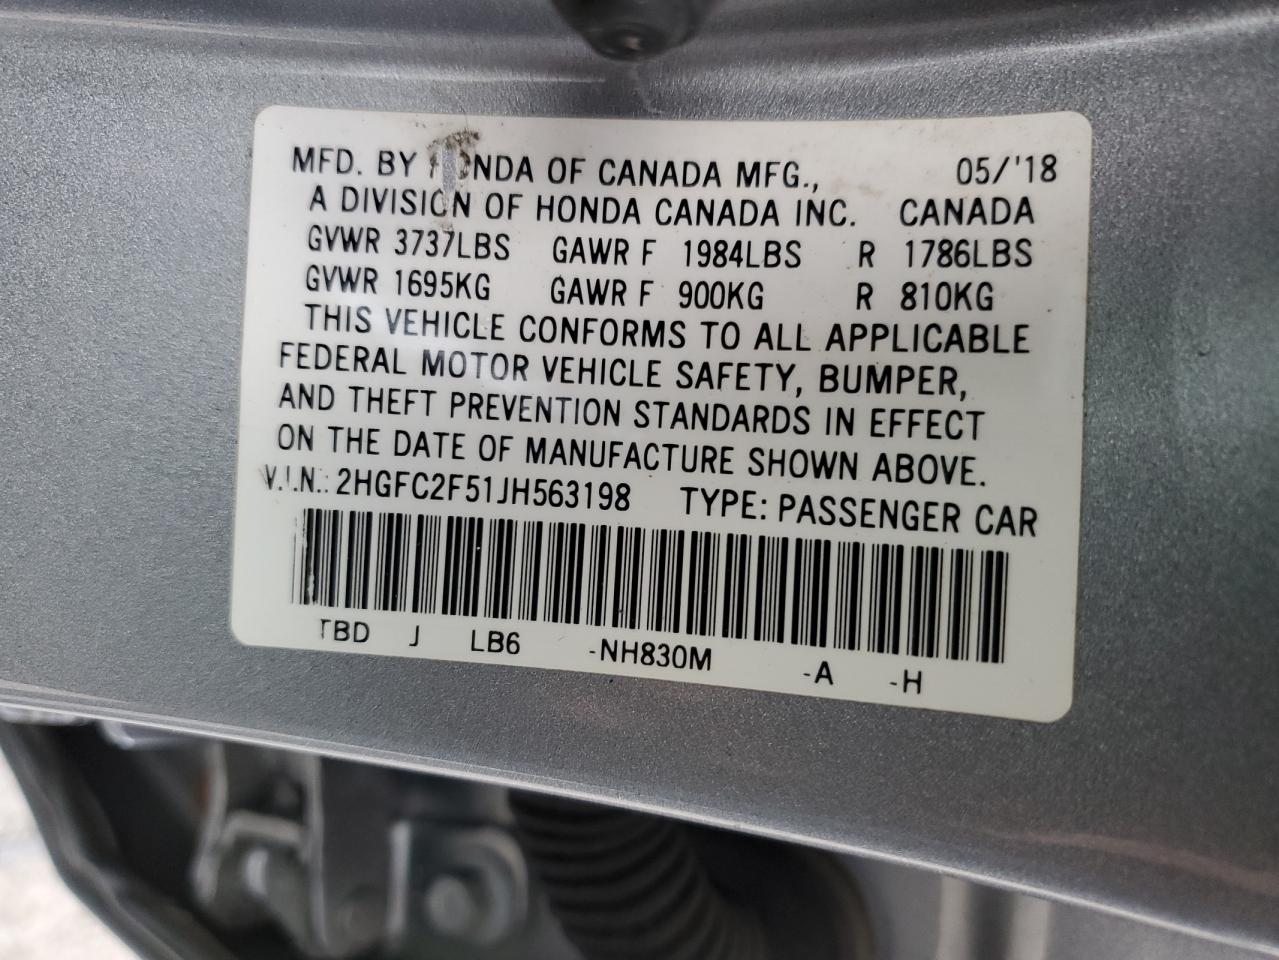 MFD. BY HONDA OF CANADA MFG., 05/'18
A DIVISION OF HONDA CANADA INC. CANADA
GVWR 3737LBS GAWR F 1984LBS R 1786LBS
GVWR 1695KG GAWR F 900KG R 810KG
THIS VEHICLE CONFORMS TO ALL APPLICABLE
FEDERAL MOTOR VEHICLE SAFETY, BUMPER,
AND THEFT PREVENTION STANDARDS IN EFFECT
ON THE DATE OF MANUFACTURE SHOWN ABOVE.
V.I.N.: 2HGFC2F51JH563198 TYPE: PASSENGER CAR
TBD J LB6 -NH830M -A -H